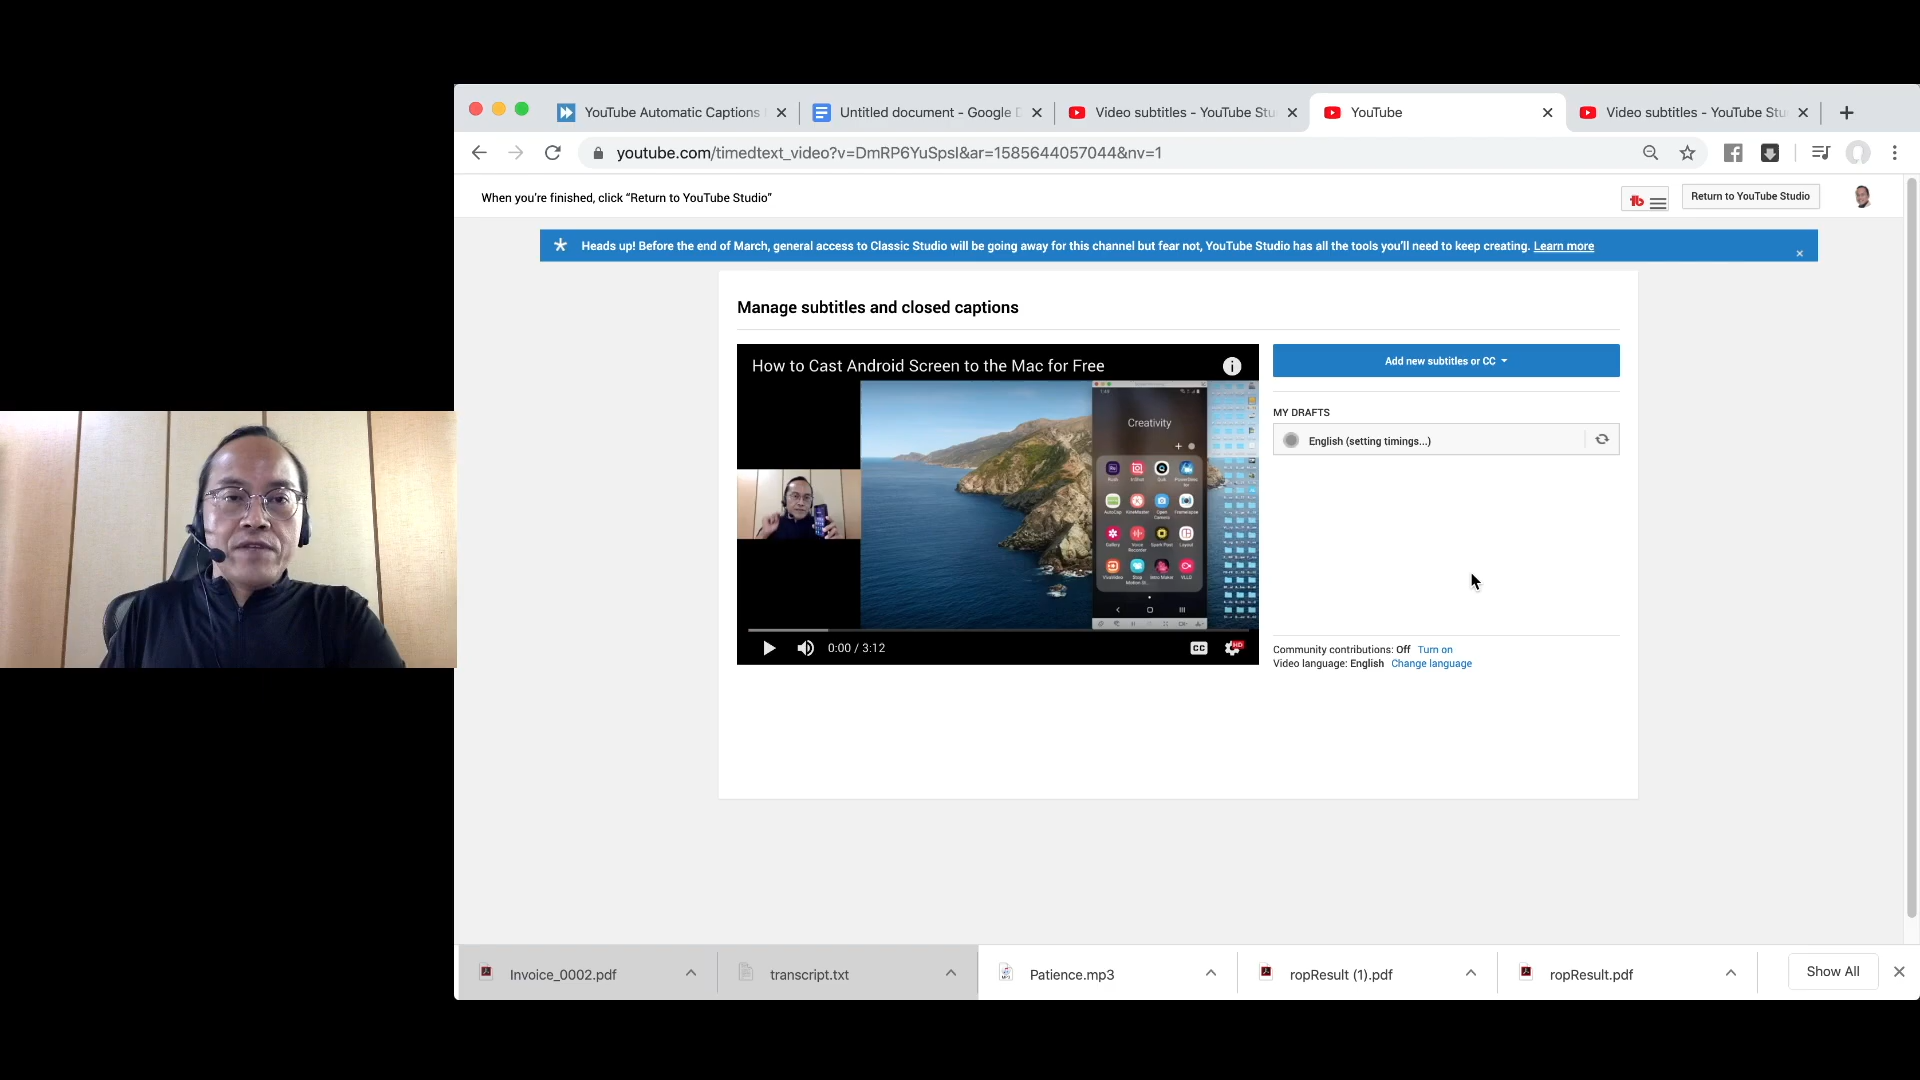 YouTube Automatic Captions
Untitled document - Google D
Video subtitles - YouTube Stu
YouTube
Video subtitles - YouTube Stu
youtube.com/timedtext_video?v=DmRP6YuSpsI&ar=1585644057044&nv=1
When you're finished, click “Return to YouTube Studio”
Return to YouTube Studio
Heads up! Before the end of March, general access to Classic Studio will be going away for this channel but fear not, YouTube Studio has all the tools you'll need to keep creating. Learn more
Manage subtitles and closed captions
How to Cast Android Screen to the Mac for Free
Creativity
Add new subtitles or CC
MY DRAFTS
English (setting timings...)
0:00 / 3:12
CC
HD
Community contributions: Off Turn on
Video language: English Change language
Invoice_0002.pdf
transcript.txt
Patience.mp3
ropResult (1).pdf
ropResult.pdf
Show All